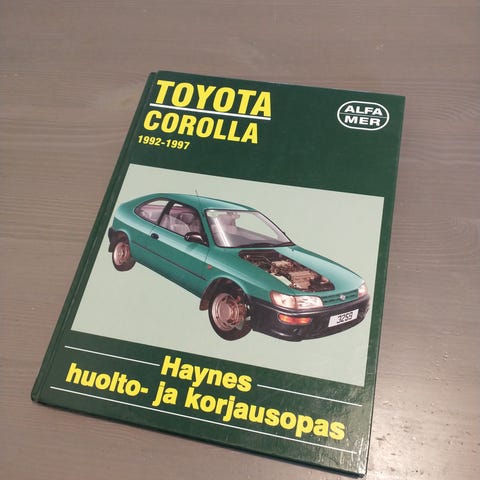 TOYOTA
COROLLA
1992-1997
ALFA
MER
3259
Haynes
huolto- ja korjausopas